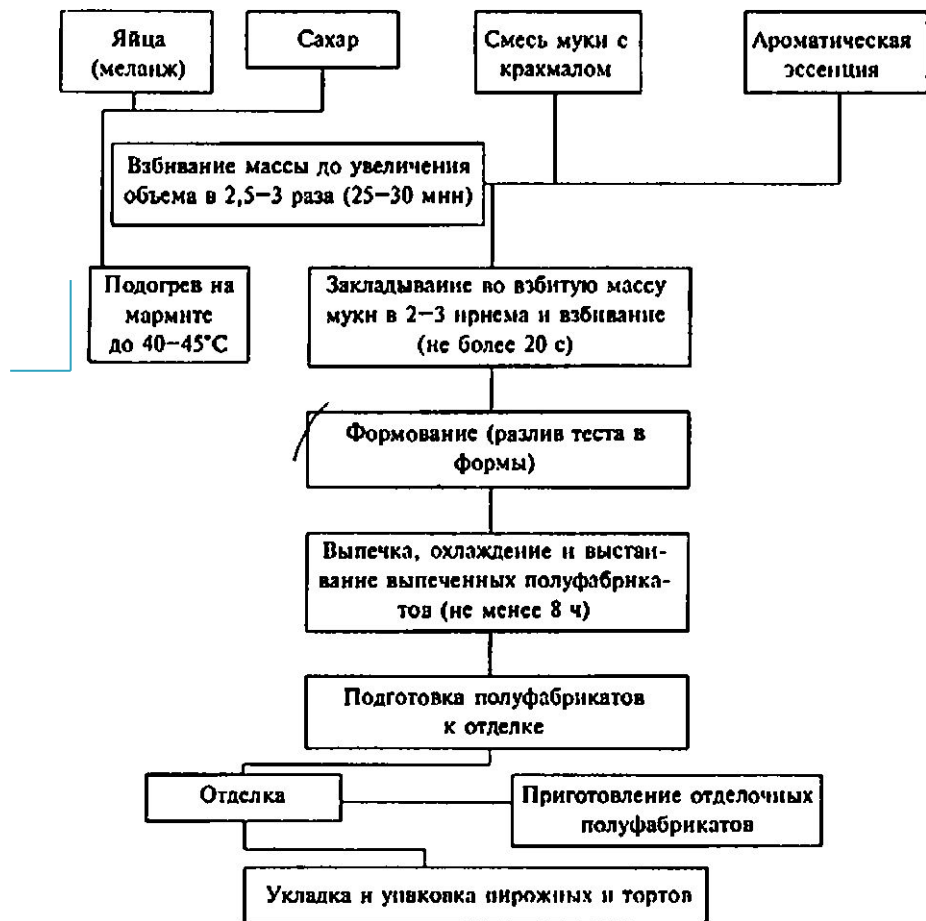 Яйца
(меланж)
Сахар
Смесь муки с
крахмалом
Ароматическая
эссенция
Взбивание массы до увеличения
объема в 2,5—3 раза (25—30 мин)
Подогрев на
мармите
до 40—45°С
Закладывание во взбитую массу
муки в 2—3 приема и взбивание
(не более 20 с)
Формование (разлив теста в
формы)
Выпечка, охлаждение и выстаи-
вание выпеченных полуфабрика-
тов (не менее 8 ч)
Подготовка полуфабрикатов
к отделке
Отделка
Приготовление отделочных
полуфабрикатов
Укладка и упаковка пирожных и тортов